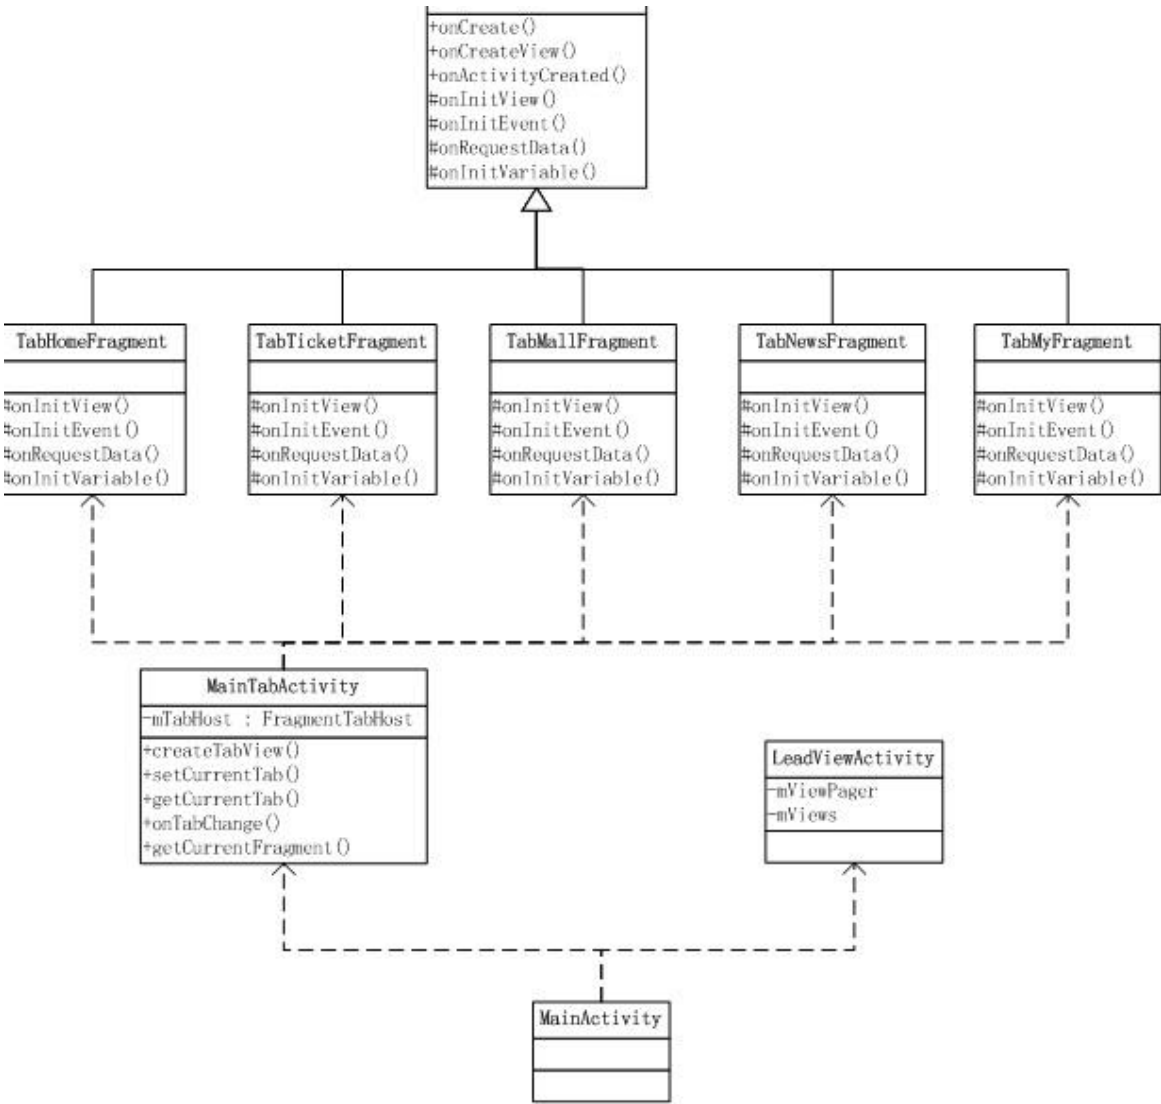 +onCreate()
+onCreateView()
+onActivityCreated()
#onInitView()
#onInitEvent()
#onRequestData()
#onInitVariable()
TabHomeFragment
#onInitView()
#onInitEvent()
#onRequestData()
#onInitVariable()
TabTicketFragment
#onInitView()
#onInitEvent()
#onRequestData()
#onInitVariable()
TabMallFragment
#onInitView()
#onInitEvent()
#onRequestData()
#onInitVariable()
TabNewsFragment
#onInitView()
#onInitEvent()
#onRequestData()
#onInitVariable()
TabMyFragment
#onInitView()
#onInitEvent()
#onRequestData()
#onInitVariable()
MainTabActivity
-mTabHost : FragmentTabHost
+createTabView()
+setCurrentTab()
+getCurrentTab()
+onTabChange()
+getCurrentFragment()
LeadViewActivity
-mViewPager
-mViews
MainActivity